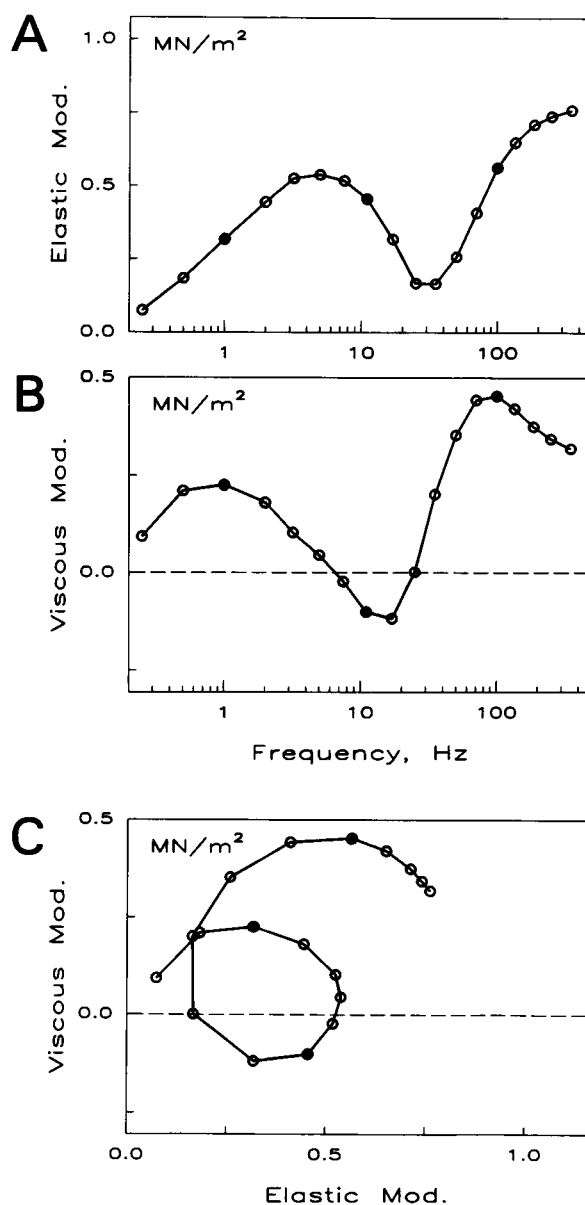 A
MN/m²
1.0
0.5
0.0
Elastic Mod.
1 10 100
B
MN/m²
0.5
0.0
Viscous Mod.
1 10 100
Frequency, Hz
C
MN/m²
0.5
0.0
Viscous Mod.
0.0 0.5 1.0
Elastic Mod.